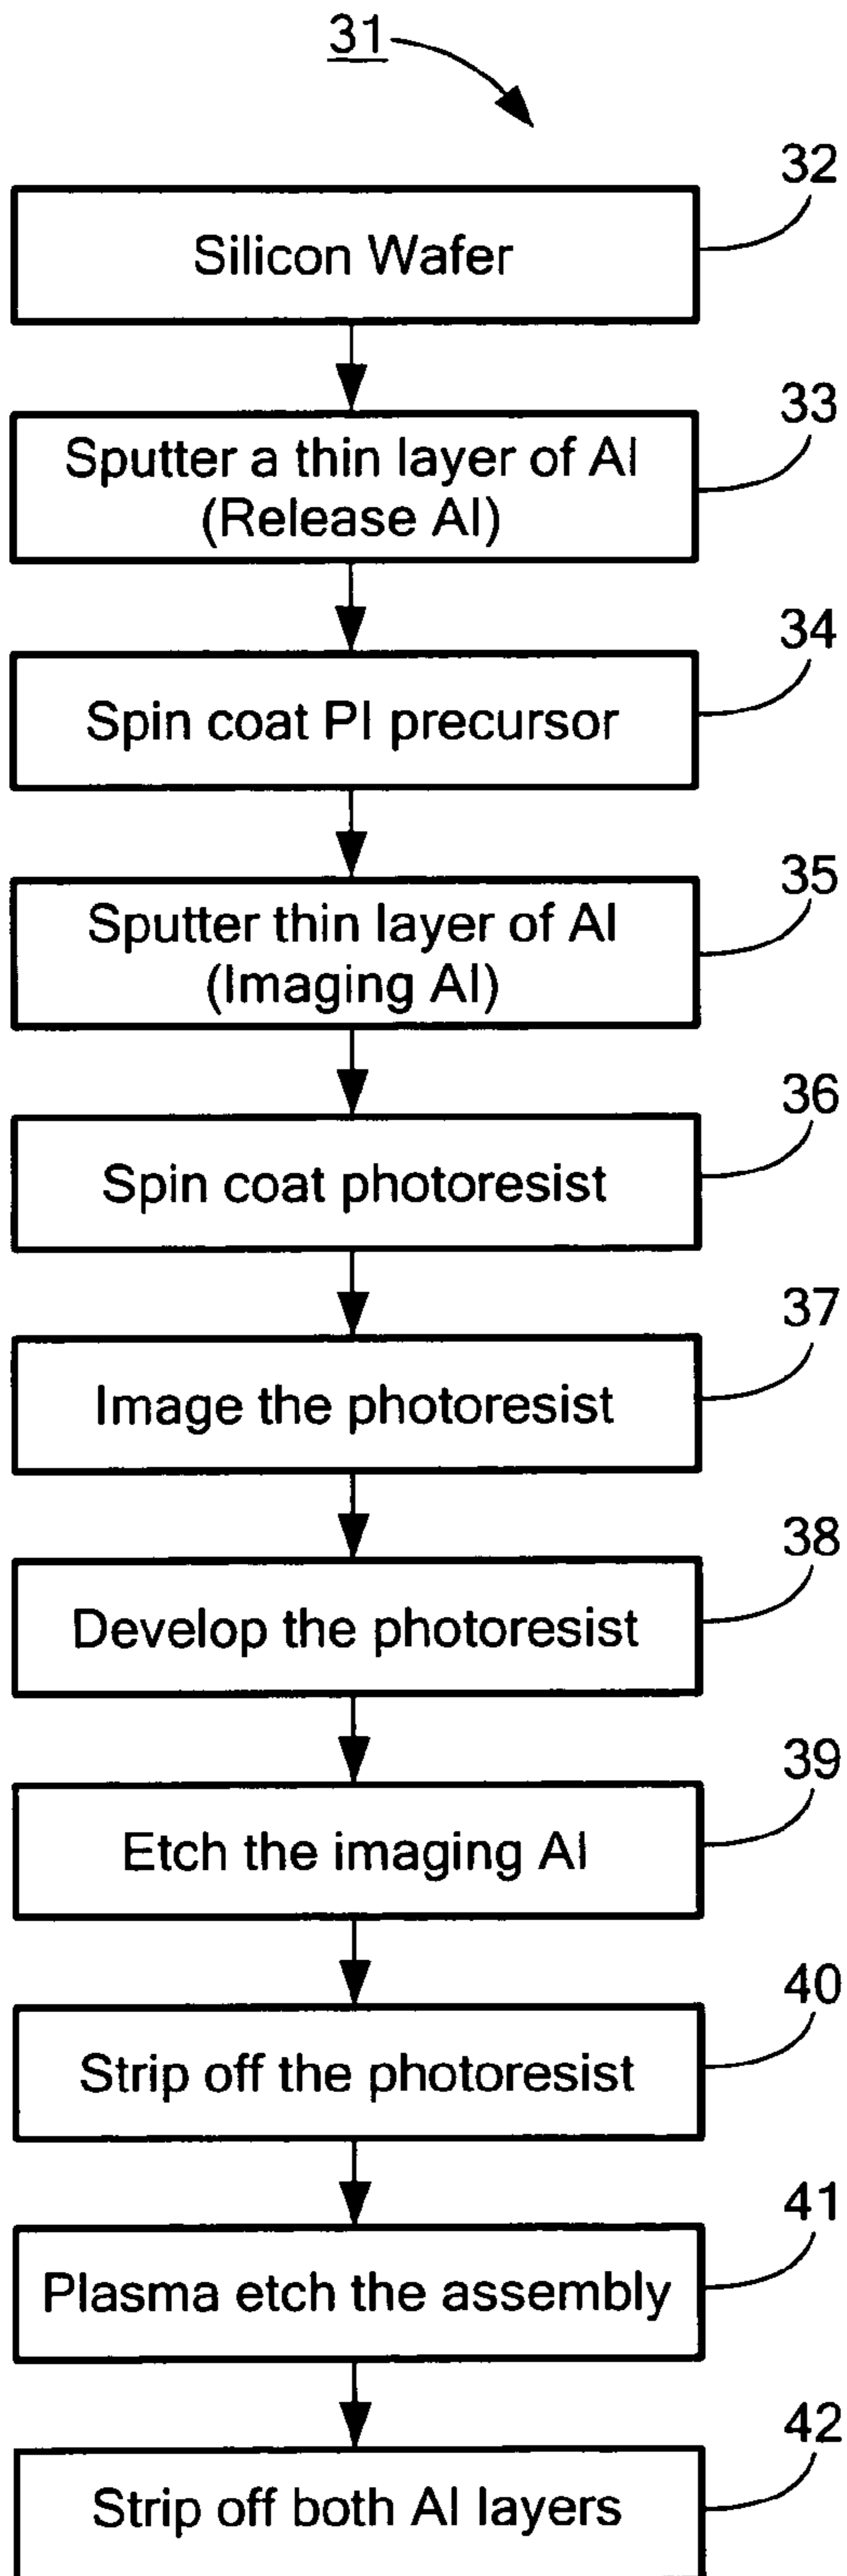 31
32
Silicon Wafer
33
Sputter a thin layer of Al
(Release Al)
34
Spin coat PI precursor
35
Sputter thin layer of Al
(Imaging Al)
36
Spin coat photoresist
37
Image the photoresist
38
Develop the photoresist
39
Etch the imaging Al
40
Strip off the photoresist
41
Plasma etch the assembly
42
Strip off both Al layers